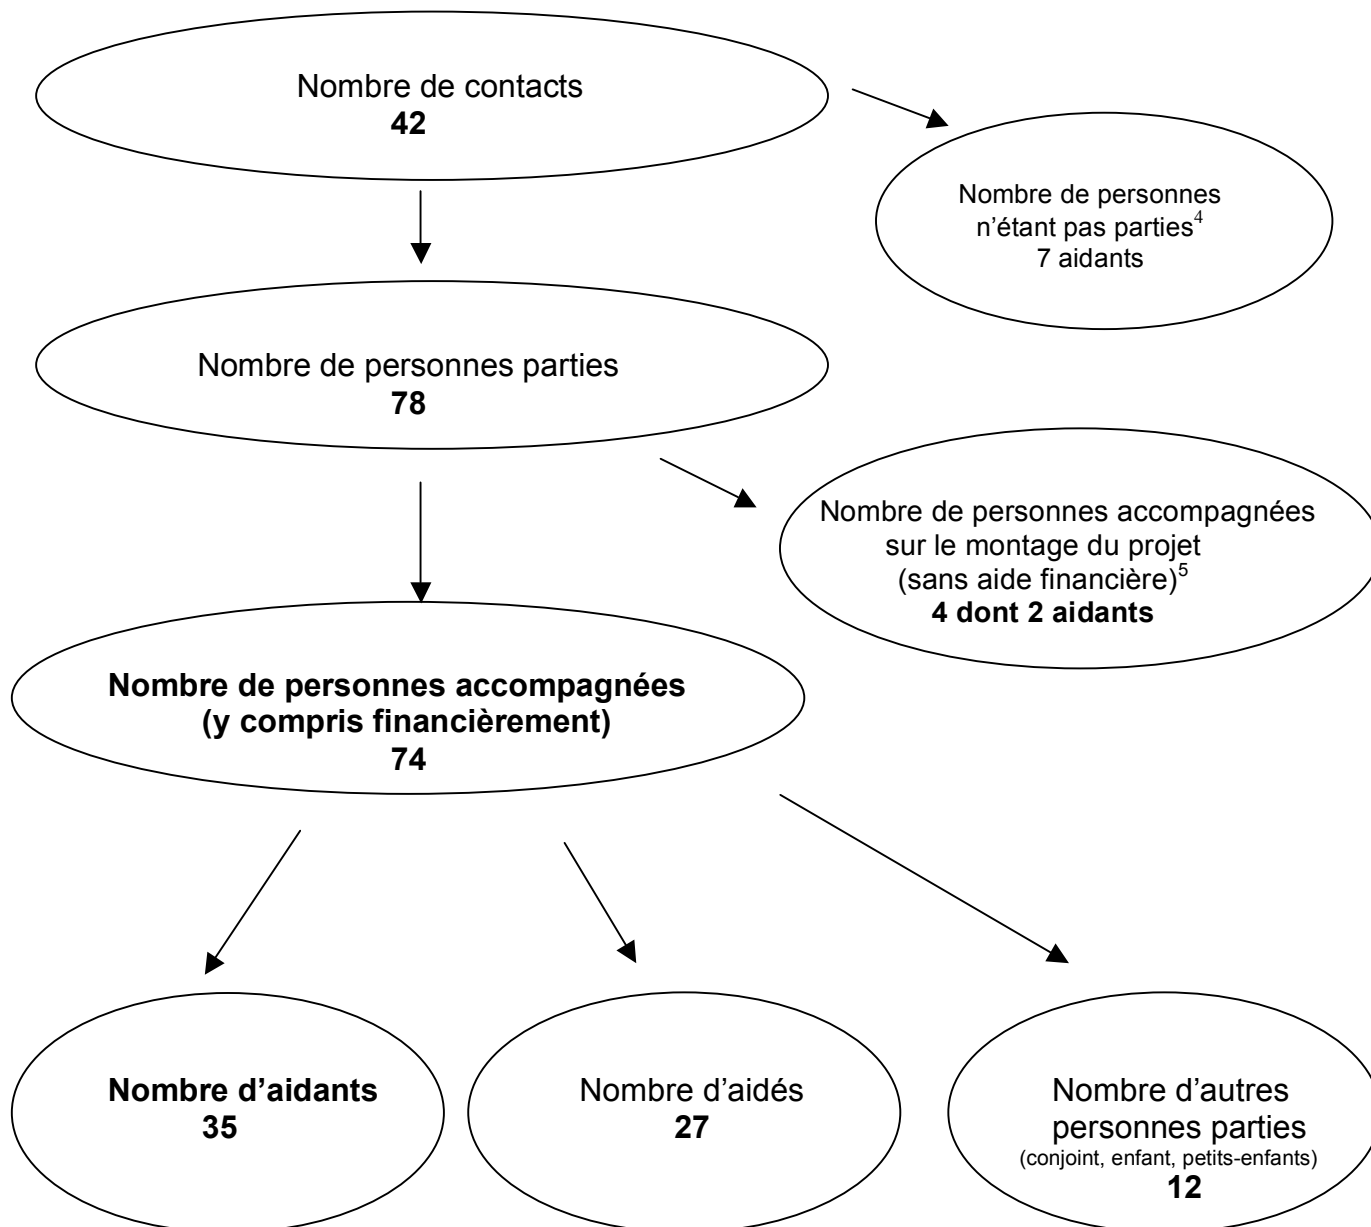 Nombre de contacts
42
Nombre de personnes
n’étant pas parties⁴
7 aidants
Nombre de personnes parties
78
Nombre de personnes accompagnées
sur le montage du projet
(sans aide financière)⁵
4 dont 2 aidants
Nombre de personnes accompagnées
(y compris financièrement)
74
Nombre d’aidants
35
Nombre d’aidés
27
Nombre d’autres
personnes parties
(conjoint, enfant, petits-enfants)
12